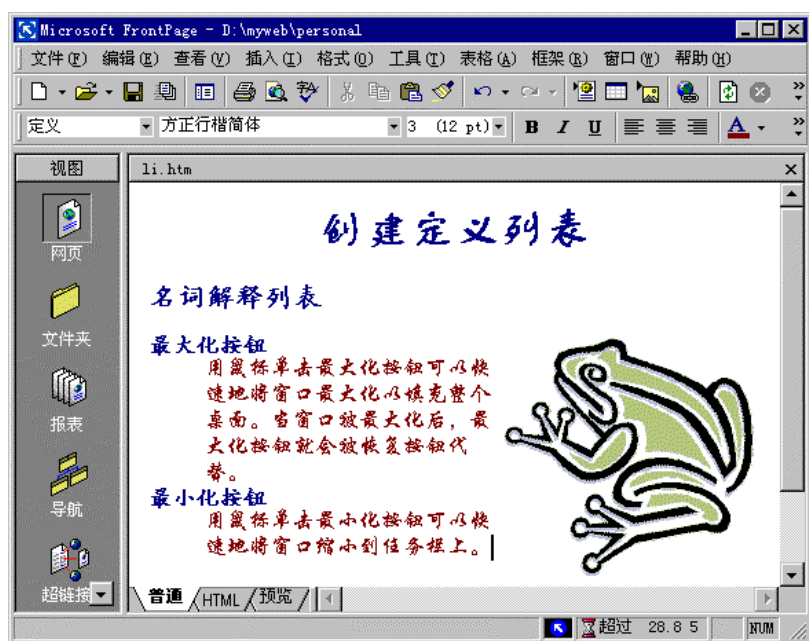 Microsoft FrontPage - D:\myweb\personal
文件(F) 编辑(E) 查看(V) 插入(I) 格式(O) 工具(T) 表格(A) 框架(R) 窗口(W) 帮助(H)
定义 方正行楷简体 3 (12 pt) B I U A
视图 li.htm
网页
文件夹
报表
导航
超链接
创建定义列表
名词解释列表
最大化按钮
用鼠标单击最大化按钮可以快
速地将窗口最大化以填充整个
桌面。当窗口被最大化后，最
大化按钮就会被恢复按钮代
替。
最小化按钮
用鼠标单击最小化按钮可以快
速地将窗口缩小到任务栏上。
普通 HTML 预览
超过 28.8 5 NUM